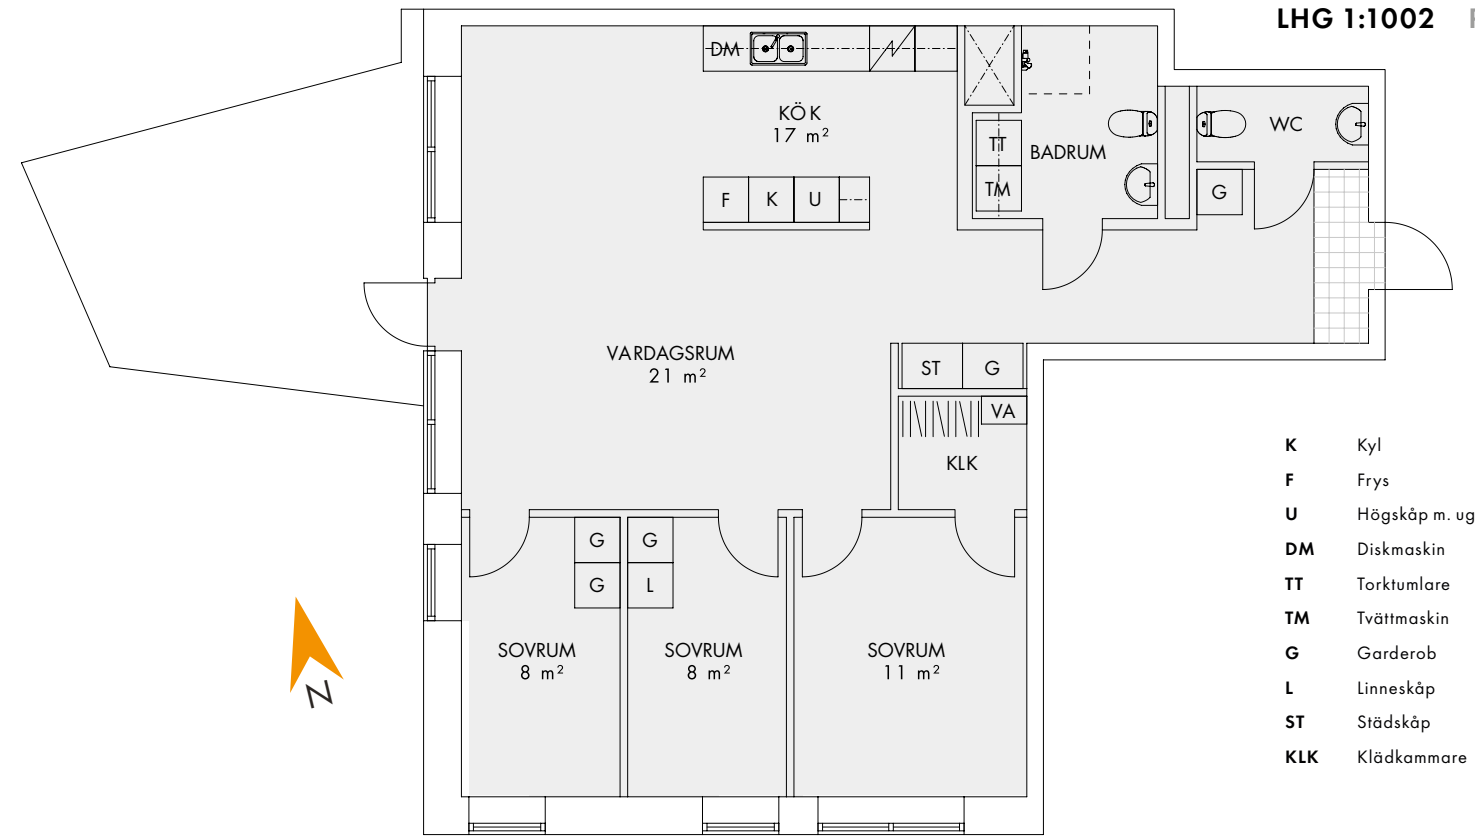 LHG 1:1002
DM
KÖK
17 m²
TT
TM
BADRUM
WC
G
F K U
VARDAGSRUM
21 m²
ST G
VA
KLK
G G
G L
SOVRUM
8 m²
SOVRUM
8 m²
SOVRUM
11 m²
N
K Kyl
F Frys
U Högskåp m. ug
DM Diskmaskin
TT Torktumlare
TM Tvättmaskin
G Garderob
L Linneskåp
ST Städskåp
KLK Klädkammare